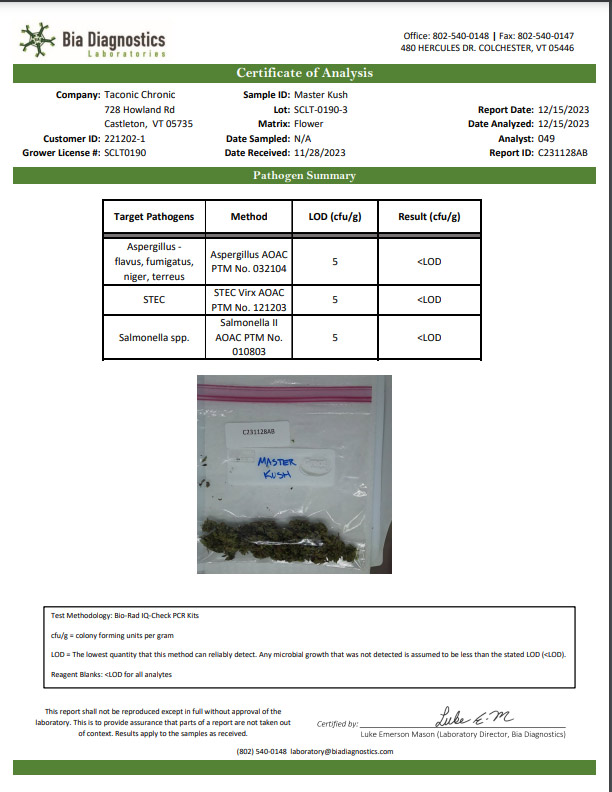 Bia Diagnostics
Laboratories
Office: 802-540-0148 | Fax: 802-540-0147
480 HERCULES DR. COLCHESTER, VT 05446
Certificate of Analysis
Company: Taconic Chronic
728 Howland Rd
Castleton, VT 05735
Customer ID: 221202-1
Grower License #: SCLT0190
Sample ID: Master Kush
Lot: SCLT-0190-3
Matrix: Flower
Date Sampled: N/A
Date Received: 11/28/2023
Report Date: 12/15/2023
Date Analyzed: 12/15/2023
Analyst: 049
Report ID: C231128AB
Pathogen Summary
Target Pathogens Method LOD (cfu/g) Result (cfu/g)
Aspergillus -
flavus, fumigatus,
niger, terreus
Aspergillus AOAC
PTM No. 032104
5 <LOD
STEC
STEC Virx AOAC
PTM No. 121203
5 <LOD
Salmonella spp.
Salmonella II
AOAC PTM No.
010803
5 <LOD
C231128AB
MASTER
KUSH
Test Methodology: Bio-Rad IQ-Check PCR Kits
cfu/g = colony forming units per gram
LOD = The lowest quantity that this method can reliably detect. Any microbial growth that was not detected is assumed to be less than the stated LOD (<LOD).
Reagent Blanks: <LOD for all analytes
This report shall not be reproduced except in full without approval of the
laboratory. This is to provide assurance that parts of a report are not taken out
of context. Results apply to the samples as received.
Certified by: Luke E. M
Luke Emerson Mason (Laboratory Director, Bia Diagnostics)
(802) 540-0148 laboratory@biadiagnostics.com